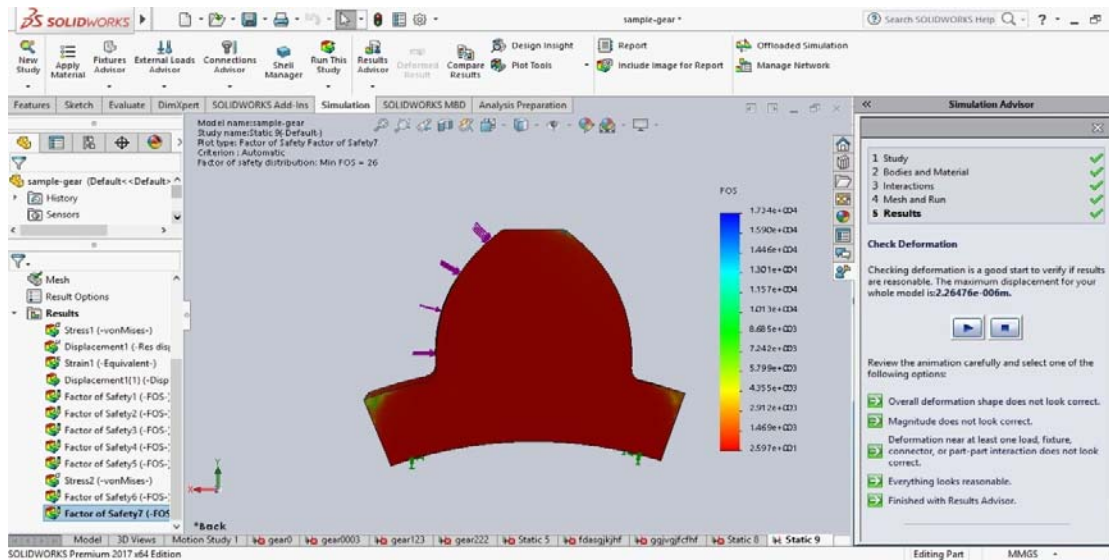 SOLIDWORKS
sample-gear *
Search SOLIDWORKS Help
New Study
Apply Material
Fixtures Advisor
External Loads Advisor
Connections Advisor
Shell Manager
Run This Study
Results Advisor
Deformed Result
Compare Results
Design Insight
Plot Tools
Report
Include Image for Report
Offloaded Simulation
Manage Network
Features Sketch Evaluate DimXpert SOLIDWORKS Add-Ins Simulation SOLIDWORKS MBD Analysis Preparation
Simulation Advisor
Model name:sample-gear
Study name:Static 9(-Default-)
Plot type: Factor of Safety Factor of Safety7
Criterion : Automatic
Factor of safety distribution: Min FOS = 26
sample-gear (Default<<Default>
History
Sensors
Mesh
Result Options
Results
Stress1 (-vonMises-)
Displacement1 (-Res disp
Strain1 (-Equivalent-)
Displacement1(1) (-Disp
Factor of Safety1 (-FOS-)
Factor of Safety2 (-FOS-)
Factor of Safety3 (-FOS-)
Factor of Safety4 (-FOS-)
Factor of Safety5 (-FOS-)
Stress2 (-vonMises-)
Factor of Safety6 (-FOS-)
Factor of Safety7 (-FOS
FOS
1.734e+004
1.590e+004
1.446e+004
1.301e+004
1.157e+004
1.013e+004
8.685e+003
7.242e+003
5.799e+003
4.355e+003
2.912e+003
1.469e+003
2.597e+001
Y
X
*Back
1 Study
2 Bodies and Material
3 Interactions
4 Mesh and Run
5 Results
Check Deformation
Checking deformation is a good start to verify if results
are reasonable. The maximum displacement for your
whole model is:2.26476e-006m.
Review the animation carefully and select one of the
following options:
Overall deformation shape does not look correct.
Magnitude does not look correct.
Deformation near at least one load, fixture,
connector, or part-part interaction does not look
correct.
Everything looks reasonable.
Finished with Results Advisor.
Model 3D Views Motion Study 1 gear0 gear0003 gear123 gear222 Static 5 Static 8 Static 9
SOLIDWORKS Premium 2017 x64 Edition
Editing Part MMGS